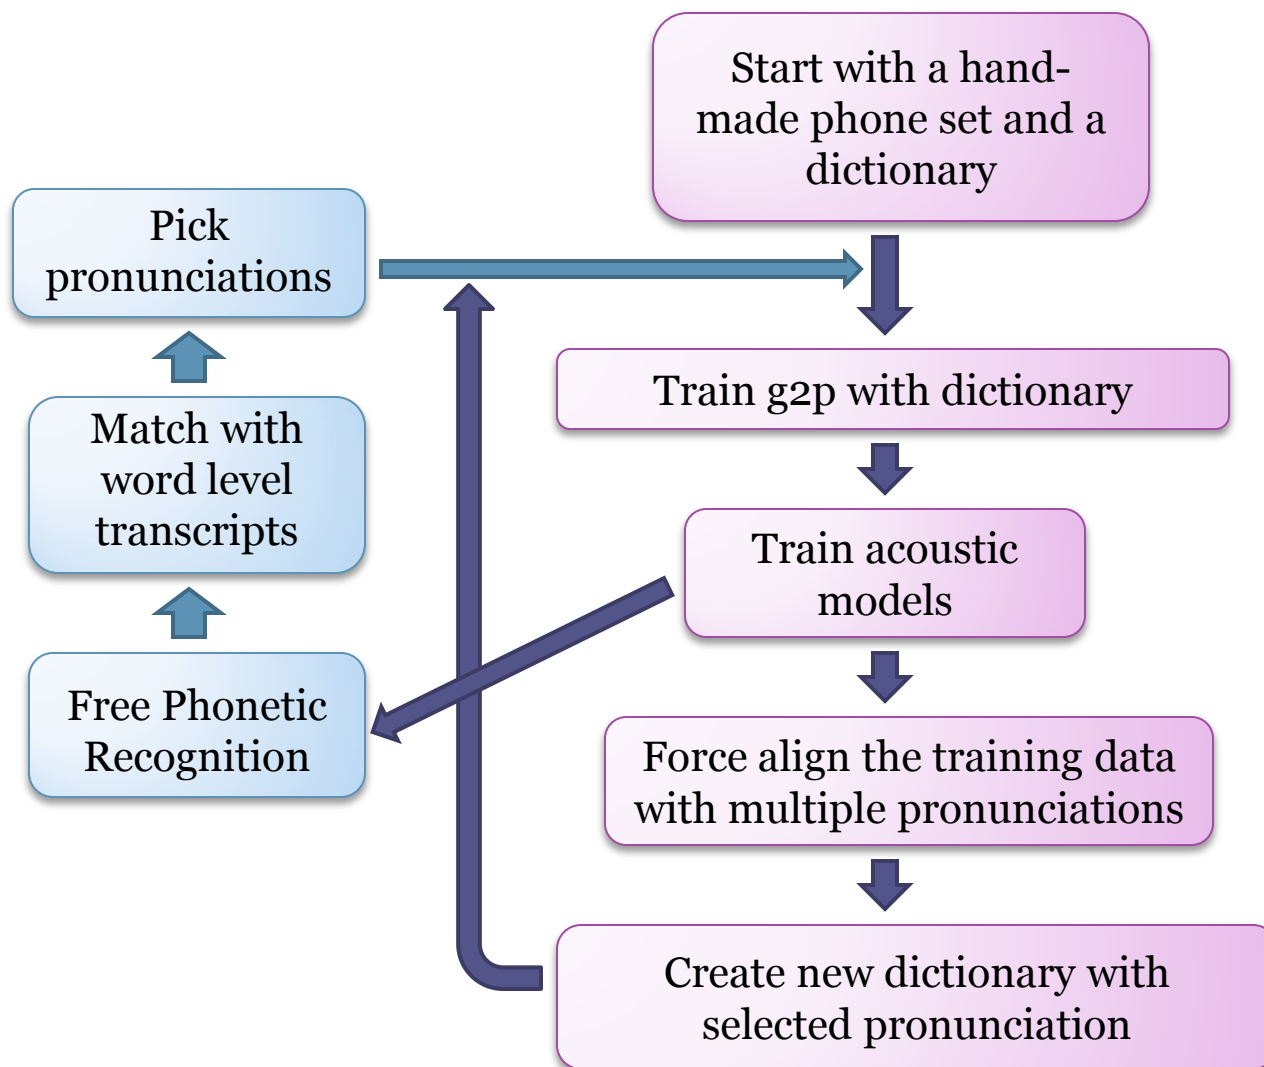 Start with a hand-
made phone set and a
dictionary
Pick
pronunciations
Train g2p with dictionary
Match with
word level
transcripts
Train acoustic
models
Free Phonetic
Recognition
Force align the training data
with multiple pronunciations
Create new dictionary with
selected pronunciation